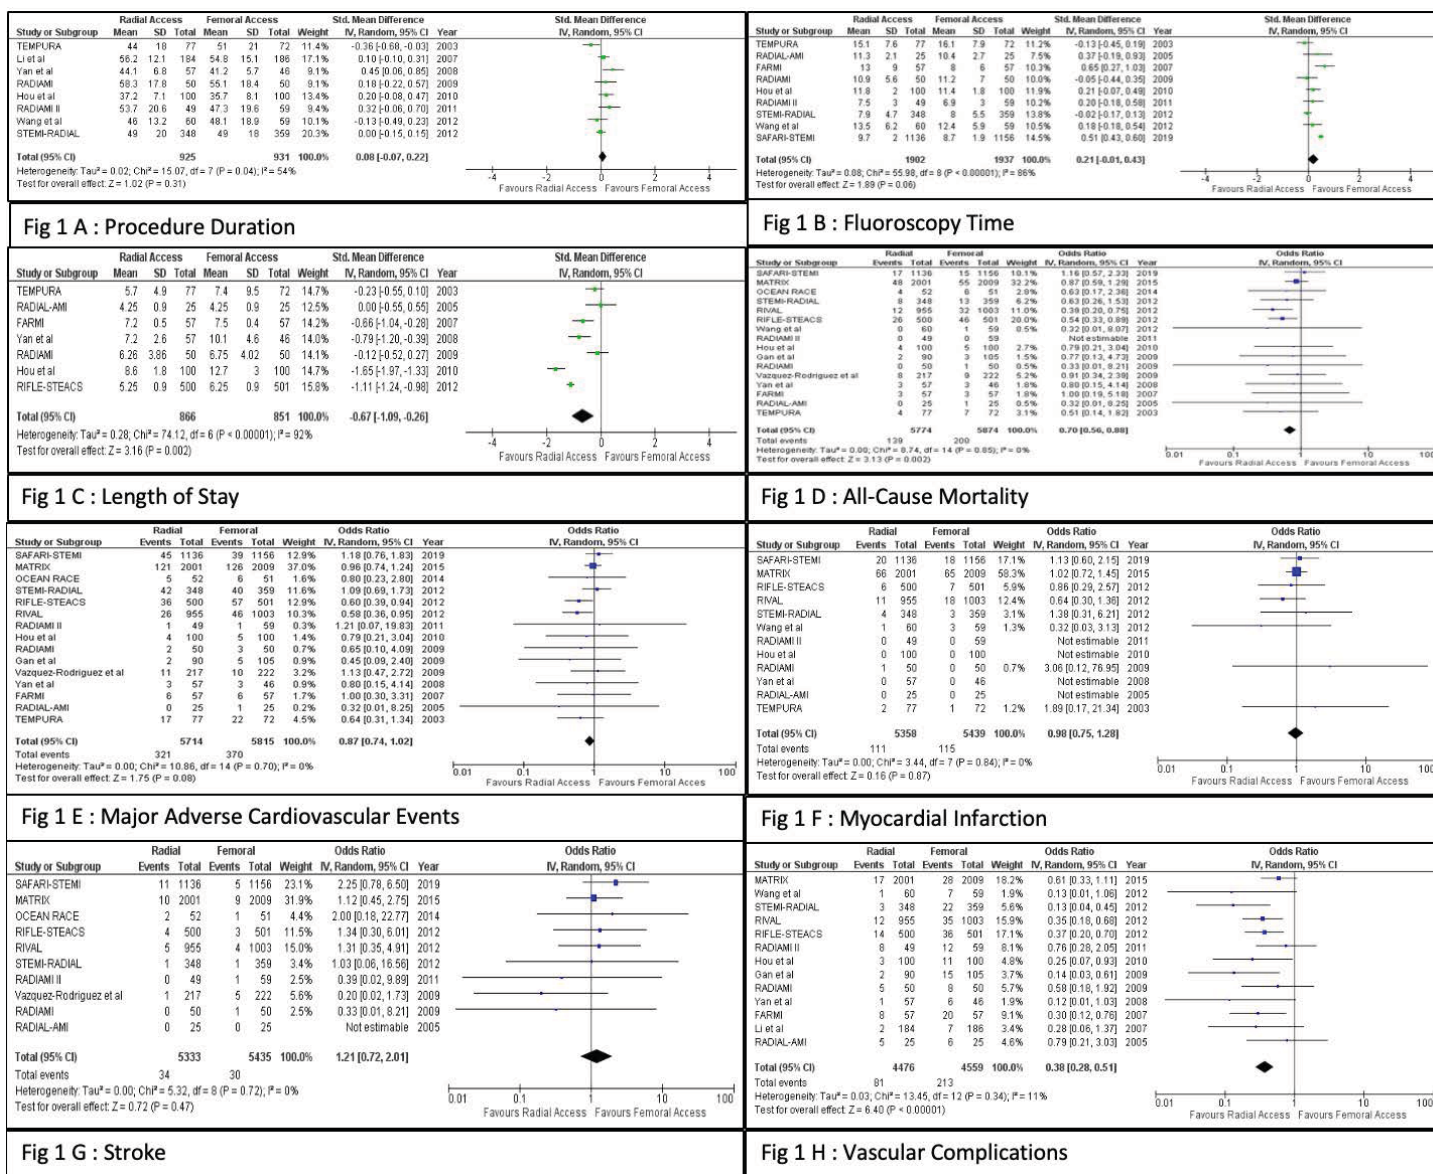 Radial Access Femoral Access Std. Mean Difference Std. Mean Difference
Study or Subgroup Mean SD Total Mean SD Total Weight IV, Random, 95% CI Year IV, Random, 95% CI
TEMPURA 44 18 77 51 21 72 11.4% -0.36 [-0.68, -0.03] 2003
Li et al 56.2 12.1 184 54.8 15.1 186 18.8% 0.10 [-0.10, 0.31] 2007
Yan et al 44.1 6.8 57 41.2 5.7 46 9.1% 0.45 [0.06, 0.85] 2008
RADIAMI 58.3 17.8 50 55.1 18.4 50 9.1% 0.18 [-0.22, 0.57] 2009
Hou et al 37.2 7.1 100 35.7 8.1 100 13.6% 0.20 [-0.08, 0.47] 2010
RADIAMI II 53.7 20.6 49 47.3 19.6 59 9.5% 0.32 [-0.06, 0.70] 2011
Wang et al 46 13.2 60 48.1 18.9 59 10.2% -0.13 [-0.49, 0.23] 2012
STEMI-RADIAL 49 20 348 49 18 359 20.3% 0.00 [-0.15, 0.15] 2012
Total (95% CI) 925 931 100.0% 0.08 [-0.07, 0.22]
Heterogeneity: Tau² = 0.02; Chi² = 15.07, df = 7 (P = 0.04); I² = 54%
Test for overall effect: Z = 1.02 (P = 0.31)
-4 -2 0 2 4
Favours Radial Access Favours Femoral Access
Fig 1 A : Procedure Duration
Radial Access Femoral Access Std. Mean Difference Std. Mean Difference
Study or Subgroup Mean SD Total Mean SD Total Weight IV, Random, 95% CI Year IV, Random, 95% CI
TEMPURA 15.1 7.6 77 16.1 7.9 72 11.2% -0.13 [-0.45, 0.19] 2003
RADIAL-AMI 11.3 2.1 25 10.4 2.7 25 7.5% 0.37 [-0.19, 0.93] 2005
FARMI 13 9 57 8 6 57 0.65 [0.27, 1.03] 2007
RADIAMI 10.9 5.6 50 11.2 7 50 -0.05 [-0.44, 0.35] 2009
Hou et al 11.8 2 100 11.4 1.8 100 0.21 [-0.07, 0.49] 2010
RADIAMI II 7.5 3 49 6.9 3 59 0.20 [-0.18, 0.58] 2011
STEMI-RADIAL 7.9 4.7 348 8 5.5 359 -0.02 [-0.17, 0.13] 2012
Wang et al 13.5 6.2 60 12.4 5.9 59 0.18 [-0.18, 0.54] 2012
SAFARI-STEMI 9.7 2 1136 8.7 1.9 1156 0.51 [0.43, 0.60] 2019
Total (95% CI) 1902 1937 100.0% 0.21 [-0.01, 0.43]
Heterogeneity: Tau² = 0.08; Chi² = 55.98, df = 8 (P < 0.00001); I² = 86%
Test for overall effect: Z = 1.89 (P = 0.06)
-4 -2 0 2 4
Favours Radial Access Favours Femoral Access
Fig 1 B : Fluoroscopy Time
Radial Access Femoral Access Std. Mean Difference Std. Mean Difference
Study or Subgroup Mean SD Total Mean SD Total Weight IV, Random, 95% CI Year IV, Random, 95% CI
TEMPURA 5.7 4.9 77 7.4 9.5 72 14.7% -0.23 [-0.55, 0.10] 2003
RADIAL-AMI 4.25 0.9 25 4.25 0.9 25 0.00 [-0.55, 0.55] 2005
FARMI 7.2 0.5 57 7.5 0.4 57 -0.66 [-1.04, -0.28] 2007
Yan et al 7.2 2.6 57 10.1 4.6 46 -0.79 [-1.20, -0.39] 2008
RADIAMI 6.26 3.86 50 6.75 4.02 50 -0.12 [-0.52, 0.27] 2009
Hou et al 8.6 1.8 100 12.7 3 100 -1.65 [-1.97, -1.33] 2010
RIFLE-STEACS 5.25 0.9 500 6.25 0.9 501 15.8% -1.11 [-1.24, -0.98] 2012
Total (95% CI) 866 851 100.0% -0.67 [-1.09, -0.26]
Heterogeneity: Tau² = 0.28; Chi² = 74.12, df = 6 (P < 0.00001); I² = 92%
Test for overall effect: Z = 3.16 (P = 0.002)
-4 -2 0 2 4
Favours Radial Access Favours Femoral Access
Fig 1 C : Length of Stay
Radial Femoral Odds Ratio Odds Ratio
Study or Subgroup Events Total Events Total Weight IV, Random, 95% CI Year IV, Random, 95% CI
SAFARI-STEMI 17 1136 15 1156 10.1% 1.16 [0.57, 2.33] 2019
MATRIX 48 2001 55 2009 32.2% 0.87 [0.59, 1.29] 2015
OCEAN RACE 4 52 6 51 0.63 [0.17, 2.36] 2014
STEMI-RADIAL 8 348 13 359 0.63 [0.26, 1.53] 2012
RIVAL 12 955 32 1003 0.39 [0.20, 0.75] 2012
RIFLE-STEACS 26 500 46 501 0.54 [0.33, 0.89] 2012
Wang et al 0 60 1 59 0.32 [0.01, 8.07] 2012
RADIAMI II 0 49 0 59 Not estimable 2011
Hou et al 4 100 5 100 0.79 [0.21, 3.04] 2010
Gan et al 2 90 3 105 0.77 [0.13, 4.73] 2009
RADIAMI 0 50 1 50 0.33 [0.01, 8.21] 2009
Vazquez-Rodriguez et al 8 217 9 222 0.91 [0.34, 2.39] 2009
Yan et al 3 57 3 46 0.80 [0.15, 4.14] 2008
FARMI 3 57 3 57 1.00 [0.19, 5.18] 2007
RADIAL-AMI 0 25 1 25 0.32 [0.01, 8.25] 2005
TEMPURA 4 77 7 72 3.1% 0.51 [0.14, 1.82] 2003
Total (95% CI) 5774 5874 100.0% 0.70 [0.56, 0.88]
Total events 139 200
Heterogeneity: Tau² = 0.00; Chi² = 8.74, df = 14 (P = 0.85); I² = 0%
Test for overall effect: Z = 3.13 (P = 0.002)
0.01 0.1 1 10 100
Favours Radial Access Favours Femoral Access
Fig 1 D : All-Cause Mortality
Radial Femoral Odds Ratio Odds Ratio
Study or Subgroup Events Total Events Total Weight IV, Random, 95% CI Year IV, Random, 95% CI
SAFARI-STEMI 45 1136 39 1156 12.9% 1.18 [0.76, 1.83] 2019
MATRIX 121 2001 126 2009 37.0% 0.96 [0.74, 1.24] 2015
OCEAN RACE 5 52 6 51 1.6% 0.80 [0.23, 2.80] 2014
STEMI-RADIAL 42 348 40 359 11.6% 1.09 [0.69, 1.73] 2012
RIFLE-STEACS 36 500 57 501 12.9% 0.60 [0.39, 0.94] 2012
RIVAL 26 955 46 1003 10.0% 0.58 [0.36, 0.95] 2012
RADIAMI II 1 49 1 59 0.3% 1.21 [0.07, 19.83] 2011
Hou et al 4 100 5 100 1.4% 0.79 [0.21, 3.04] 2010
RADIAMI 2 50 3 50 0.65 [0.10, 4.09] 2009
Gan et al 2 90 5 105 0.45 [0.09, 2.40] 2009
Vazquez-Rodriguez et al 11 217 10 222 3.2% 1.13 [0.47, 2.72] 2009
Yan et al 3 57 3 46 0.80 [0.15, 4.14] 2008
FARMI 6 57 6 57 1.00 [0.30, 3.31] 2007
RADIAL-AMI 0 25 1 25 0.32 [0.01, 8.25] 2005
TEMPURA 17 77 22 72 4.5% 0.64 [0.31, 1.34] 2003
Total (95% CI) 5714 5815 100.0% 0.87 [0.74, 1.02]
Total events 321 370
Heterogeneity: Tau² = 0.00; Chi² = 10.86, df = 14 (P = 0.70); I² = 0%
Test for overall effect: Z = 1.75 (P = 0.08)
0.01 0.1 1 10 100
Favours Radial Access Favours Femoral Acces
Fig 1 E : Major Adverse Cardiovascular Events
Radial Femoral Odds Ratio Odds Ratio
Study or Subgroup Events Total Events Total Weight IV, Random, 95% CI Year IV, Random, 95% CI
SAFARI-STEMI 20 1136 18 1156 17.1% 1.13 [0.60, 2.15] 2019
MATRIX 66 2001 65 2009 58.3% 1.02 [0.72, 1.45] 2015
RIFLE-STEACS 6 500 7 501 0.86 [0.29, 2.57] 2012
RIVAL 11 955 18 1003 0.64 [0.30, 1.36] 2012
STEMI-RADIAL 4 348 3 359 3.1% 1.38 [0.31, 6.21] 2012
Wang et al 1 60 3 59 1.3% 0.32 [0.03, 3.13] 2012
RADIAMI II 0 49 0 59 Not estimable 2011
Hou et al 0 100 0 100 Not estimable 2010
RADIAMI 1 50 0 50 0.7% 3.06 [0.12, 76.95] 2009
Yan et al 0 57 0 46 Not estimable 2008
RADIAL-AMI 0 25 0 25 Not estimable 2005
TEMPURA 2 77 1 72 1.2% 1.89 [0.17, 21.34] 2003
Total (95% CI) 5358 5439 100.0% 0.98 [0.75, 1.28]
Total events 111 115
Heterogeneity: Tau² = 0.00; Chi² = 3.44, df = 7 (P = 0.84); I² = 0%
Test for overall effect: Z = 0.16 (P = 0.87)
0.01 0.1 1 10 100
Favours Radial Access Favours Femoral Access
Fig 1 F : Myocardial Infarction
Radial Femoral Odds Ratio Odds Ratio
Study or Subgroup Events Total Events Total Weight IV, Random, 95% CI Year IV, Random, 95% CI
SAFARI-STEMI 11 1136 5 1156 23.1% 2.25 [0.78, 6.50] 2019
MATRIX 10 2001 9 2009 31.9% 1.12 [0.45, 2.75] 2015
OCEAN RACE 2 52 1 51 4.4% 2.00 [0.18, 22.77] 2014
RIFLE-STEACS 4 500 3 501 11.5% 1.34 [0.30, 6.01] 2012
RIVAL 5 955 4 1003 15.0% 1.31 [0.35, 4.91] 2012
STEMI-RADIAL 1 348 1 359 3.4% 1.03 [0.06, 16.56] 2012
RADIAMI II 0 49 1 59 2.5% 0.39 [0.02, 9.89] 2011
Vazquez-Rodriguez et al 1 217 5 222 5.6% 0.20 [0.02, 1.73] 2009
RADIAMI 0 50 1 50 2.5% 0.33 [0.01, 8.21] 2009
RADIAL-AMI 0 25 0 25 Not estimable 2005
Total (95% CI) 5333 5435 100.0% 1.21 [0.72, 2.01]
Total events 34 30
Heterogeneity: Tau² = 0.00; Chi² = 5.32, df = 8 (P = 0.72); I² = 0%
Test for overall effect: Z = 0.72 (P = 0.47)
0.01 0.1 1 10 100
Favours Radial Access Favours Femoral Access
Fig 1 G : Stroke
Radial Femoral Odds Ratio Odds Ratio
Study or Subgroup Events Total Events Total Weight IV, Random, 95% CI Year IV, Random, 95% CI
MATRIX 17 2001 28 2009 18.2% 0.61 [0.33, 1.11] 2015
Wang et al 1 60 7 59 0.13 [0.01, 1.06] 2012
STEMI-RADIAL 3 348 22 359 5.6% 0.13 [0.04, 0.45] 2012
RIVAL 12 955 35 1003 15.9% 0.35 [0.18, 0.68] 2012
RIFLE-STEACS 14 500 36 501 17.1% 0.37 [0.20, 0.70] 2012
RADIAMI II 8 49 12 59 0.76 [0.28, 2.05] 2011
Hou et al 3 100 11 100 0.25 [0.07, 0.93] 2010
Gan et al 2 90 15 105 0.14 [0.03, 0.61] 2009
RADIAMI 5 50 8 50 0.58 [0.18, 1.92] 2009
Yan et al 1 57 6 46 0.12 [0.01, 1.03] 2008
FARMI 8 57 20 57 0.30 [0.12, 0.76] 2007
Li et al 2 184 7 186 0.28 [0.06, 1.37] 2007
RADIAL-AMI 5 25 6 25 0.79 [0.21, 3.03] 2005
Total (95% CI) 4476 4559 100.0% 0.38 [0.28, 0.51]
Total events 81 213
Heterogeneity: Tau² = 0.03; Chi² = 13.45, df = 12 (P = 0.34); I² = 11%
Test for overall effect: Z = 6.40 (P < 0.00001)
0.01 0.1 1 10 100
Favours Radial Access Favours Femoral Access
Fig 1 H : Vascular Complications